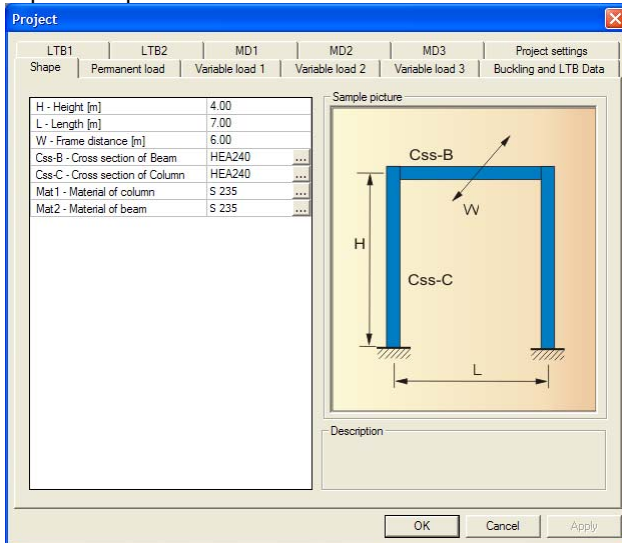 Project
LTB1 LTB2 MD1 MD2 MD3 Project settings
Shape Permanent load Variable load 1 Variable load 2 Variable load 3 Buckling and LTB Data
H - Height [m] 4.00
L - Length [m] 7.00
W - Frame distance [m] 6.00
Css-B - Cross section of Beam HEA240 ...
Css-C - Cross section of Column HEA240 ...
Mat1 - Material of column S 235 ...
Mat2 - Material of beam S 235 ...
Sample picture
Css-B
W
H
Css-C
L
Description
OK Cancel Apply